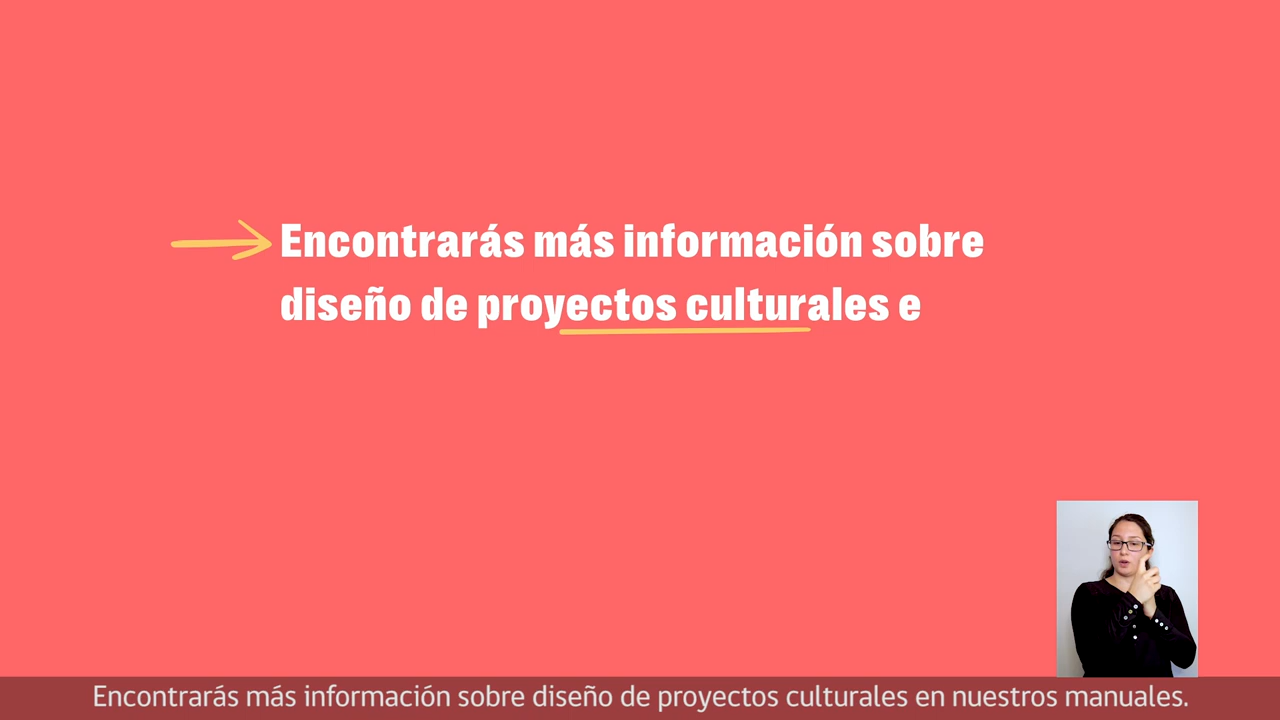 Encontrarás más información sobre
diseño de proyectos culturales e
Encontrarás más información sobre diseño de proyectos culturales en nuestros manuales.